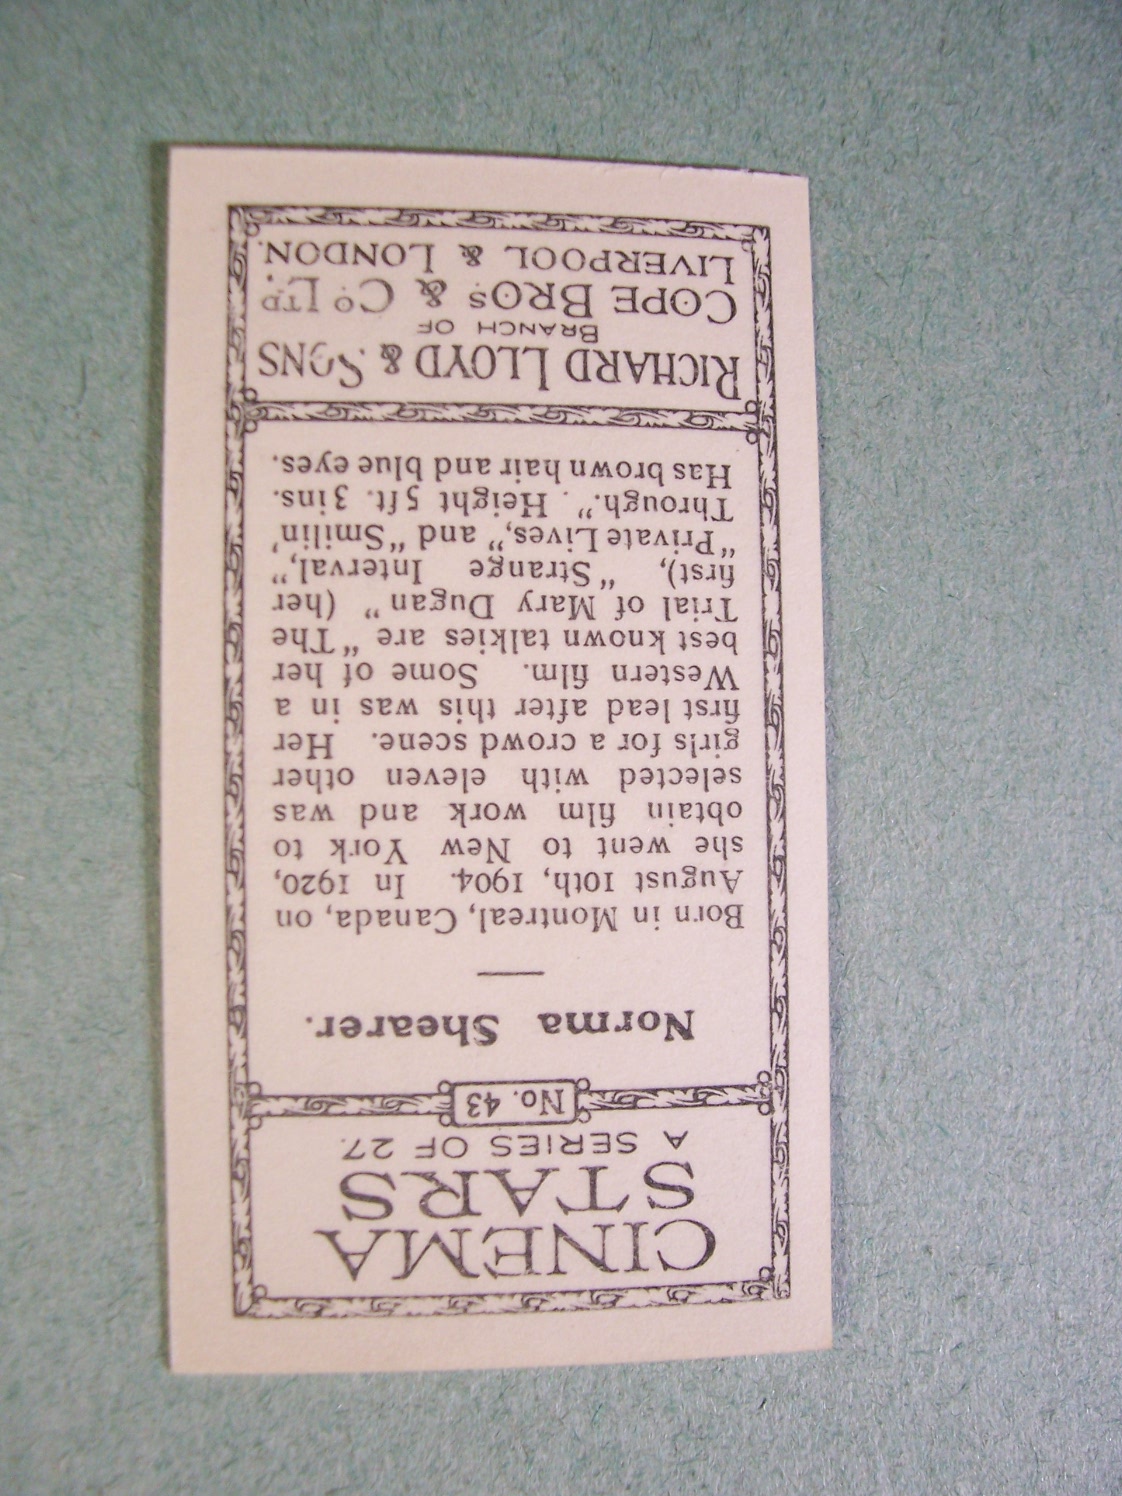 CINEMA
STARS
A SERIES OF 27.
No. 43
Norma Shearer.
Born in Montreal, Canada, on,
August 10th, 1904. In 1920,
she went to New York to
obtain film work and was
selected with eleven other
girls for a crowd scene. Her
first lead after this was in a
Western film. Some of her
best known talkies are "The
Trial of Mary Dugan" (her
first), "Strange Interval,"
"Private Lives," and "Smilin'
Through." Height 5 ft. 3 ins.
Has brown hair and blue eyes.
RICHARD LLOYD & SONS
BRANCH OF
COPE BROS & CO LTD.
LIVERPOOL & LONDON.